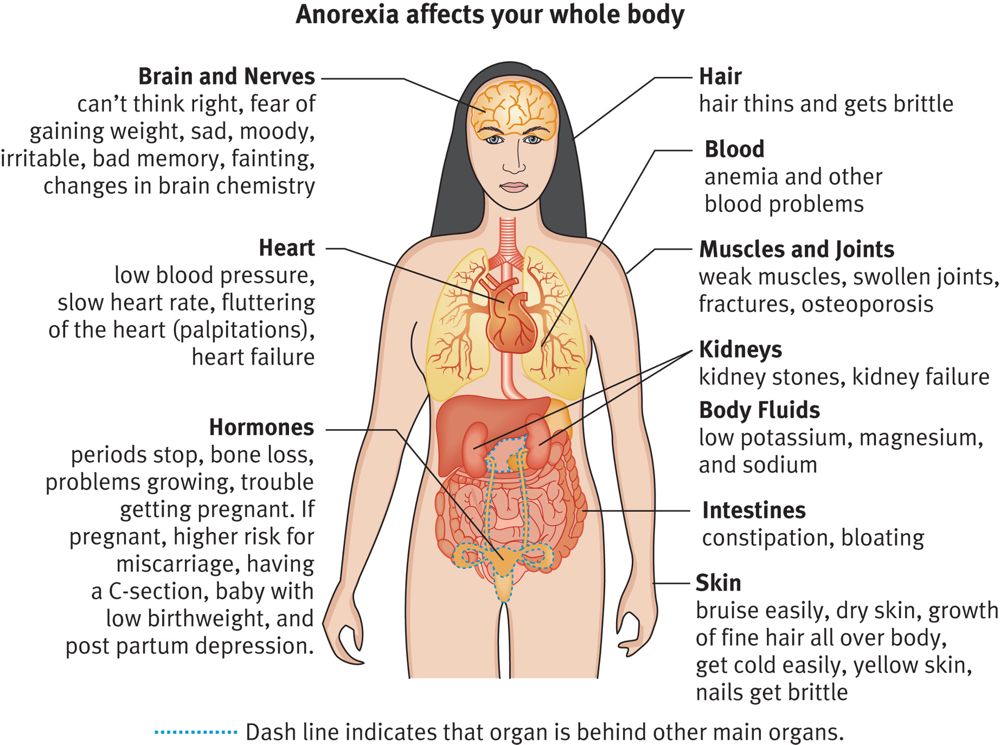 Anorexia affects your whole body
Brain and Nerves
can’t think right, fear of
gaining weight, sad, moody,
irritable, bad memory, fainting,
changes in brain chemistry
Heart
low blood pressure,
slow heart rate, fluttering
of the heart (palpitations),
heart failure
Hormones
periods stop, bone loss,
problems growing, trouble
getting pregnant. If
pregnant, higher risk for
miscarriage, having
a C-section, baby with
low birthweight, and
post partum depression.
Hair
hair thins and gets brittle
Blood
anemia and other
blood problems
Muscles and Joints
weak muscles, swollen joints,
fractures, osteoporosis
Kidneys
kidney stones, kidney failure
Body Fluids
low potassium, magnesium,
and sodium
Intestines
constipation, bloating
Skin
bruise easily, dry skin, growth
of fine hair all over body,
get cold easily, yellow skin,
nails get brittle
Dash line indicates that organ is behind other main organs.